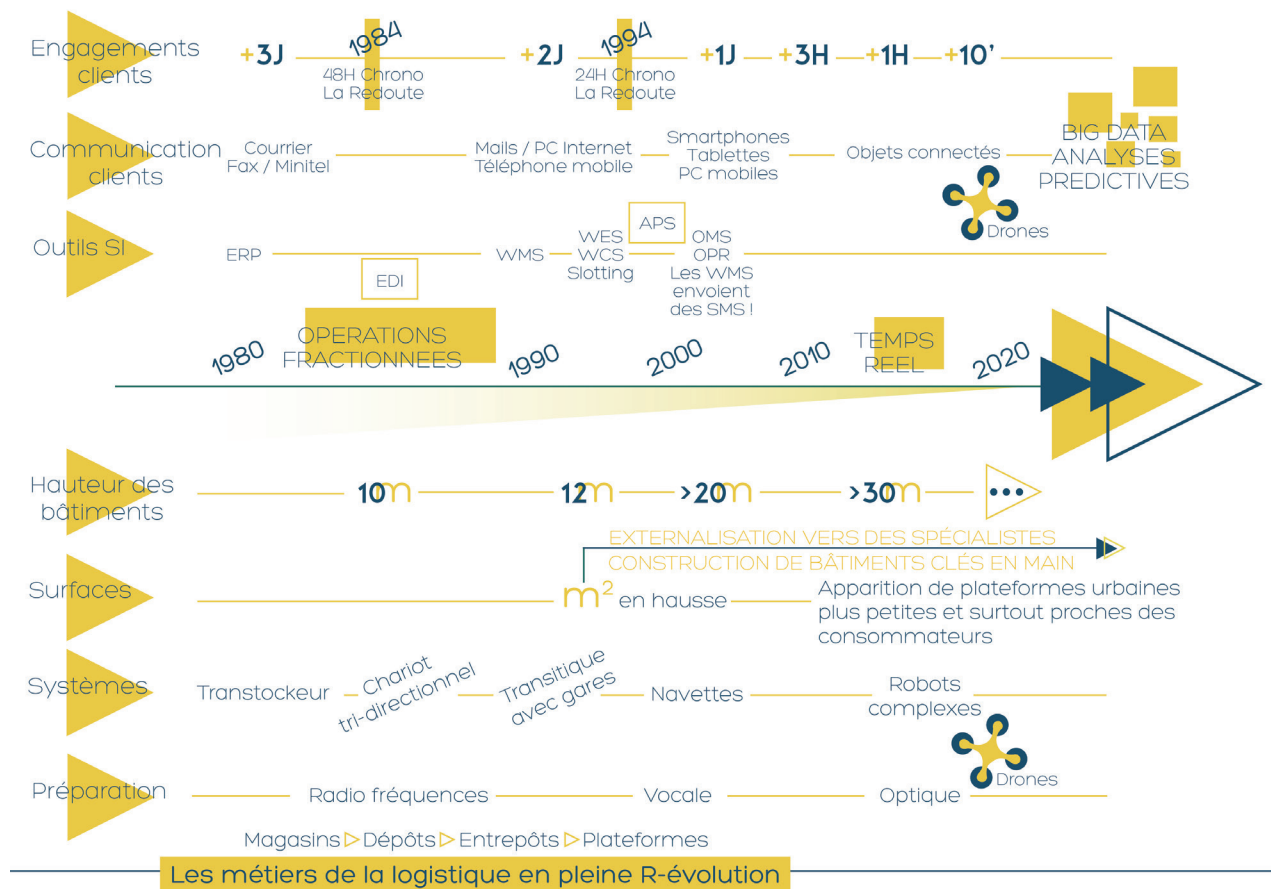 Engagements
clients
+3J
1984
48H Chrono
La Redoute
+2J
1994
24H Chrono
La Redoute
+1J
+3H
+1H
+10'
Communication
clients
Courrier
Fax / Minitel
Mails / PC Internet
Téléphone mobile
Smartphones
Tablettes
PC mobiles
Objets connectés
BIG DATA
ANALYSES
PREDICTIVES
Drones
Outils SI
ERP
EDI
WMS
WES
WCS
Slotting
APS
OMS
OPR
Les WMS
envoient
des SMS !
1980
OPERATIONS
FRACTIONNEES
1990
2000
2010
TEMPS
REEL
2020
Hauteur des
bâtiments
10m
12m
>20m
>30m
...
EXTERNALISATION VERS DES SPÉCIALISTES
CONSTRUCTION DE BÂTIMENTS CLÉS EN MAIN
Surfaces
m² en hausse
Apparition de plateformes urbaines
plus petites et surtout proches des
consommateurs
Systèmes
Transtockeur
Chariot
tri-directionnel
Transitique
avec gares
Navettes
Robots
complexes
Drones
Préparation
Radio fréquences
Vocale
Optique
Magasins ▷ Dépôts ▷ Entrepôts ▷ Plateformes
Les métiers de la logistique en pleine R-évolution